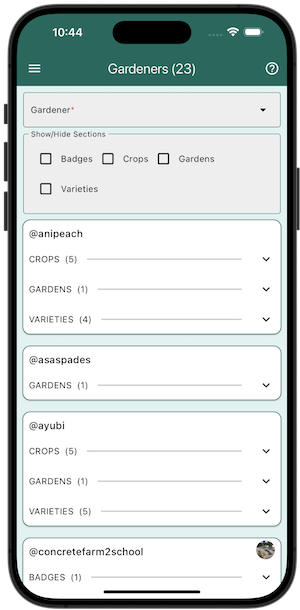 10:44
Gardeners (23)
Gardener*
Show/Hide Sections
Badges Crops Gardens
Varieties
@anipeach
CROPS (5)
GARDENS (1)
VARIETIES (4)
@asaspades
GARDENS (1)
@ayubi
CROPS (5)
GARDENS (1)
VARIETIES (5)
@concretefarm2school
BADGES (1)